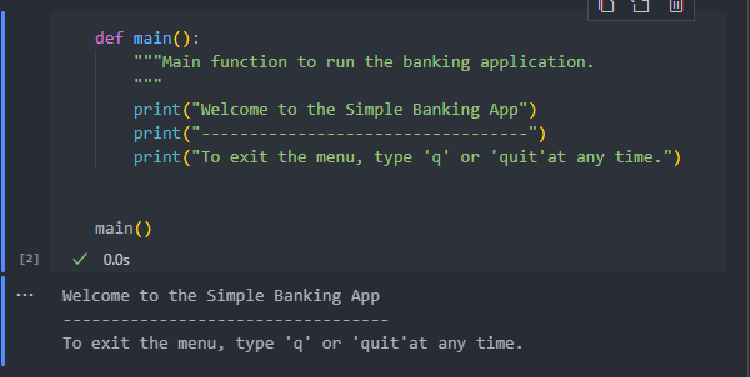 def main():
"""Main function to run the banking application.
"""
print("Welcome to the Simple Banking App")
print("----------------------------------")
print("To exit the menu, type 'q' or 'quit'at any time.")
main()
[2]
0.0s
Welcome to the Simple Banking App
----------------------------------
To exit the menu, type 'q' or 'quit'at any time.